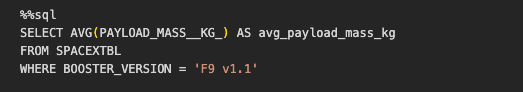 %%sql
SELECT AVG(PAYLOAD_MASS__KG_) AS avg_payload_mass_kg
FROM SPACEXTBL
WHERE BOOSTER_VERSION = 'F9 v1.1'